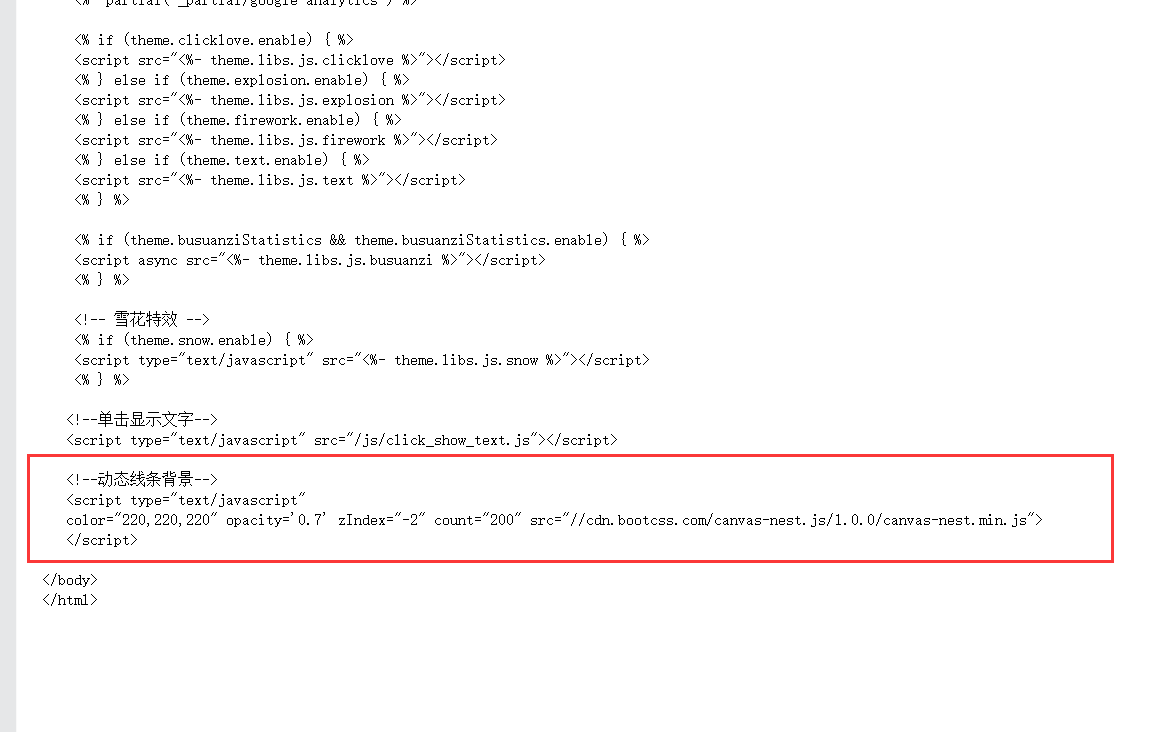 <% if (theme.clicklove.enable) { %>
<script src="<%- theme.libs.js.clicklove %>"></script>
<% } else if (theme.explosion.enable) { %>
<script src="<%- theme.libs.js.explosion %>"></script>
<% } else if (theme.firework.enable) { %>
<script src="<%- theme.libs.js.firework %>"></script>
<% } else if (theme.text.enable) { %>
<script src="<%- theme.libs.js.text %>"></script>
<% } %>
<% if (theme.busuanziStatistics && theme.busuanziStatistics.enable) { %>
<script async src="<%- theme.libs.js.busuanzi %>"></script>
<% } %>
<!-- 雪花特效 -->
<% if (theme.snow.enable) { %>
<script type="text/javascript" src="<%- theme.libs.js.snow %>"></script>
<% } %>
<!--单击显示文字-->
<script type="text/javascript" src="/js/click_show_text.js"></script>
<!--动态线条背景-->
<script type="text/javascript"
color="220,220,220" opacity='0.7' zIndex="-2" count="200" src="//cdn.bootcss.com/canvas-nest.js/1.0.0/canvas-nest.min.js">
</script>
</body>
</html>